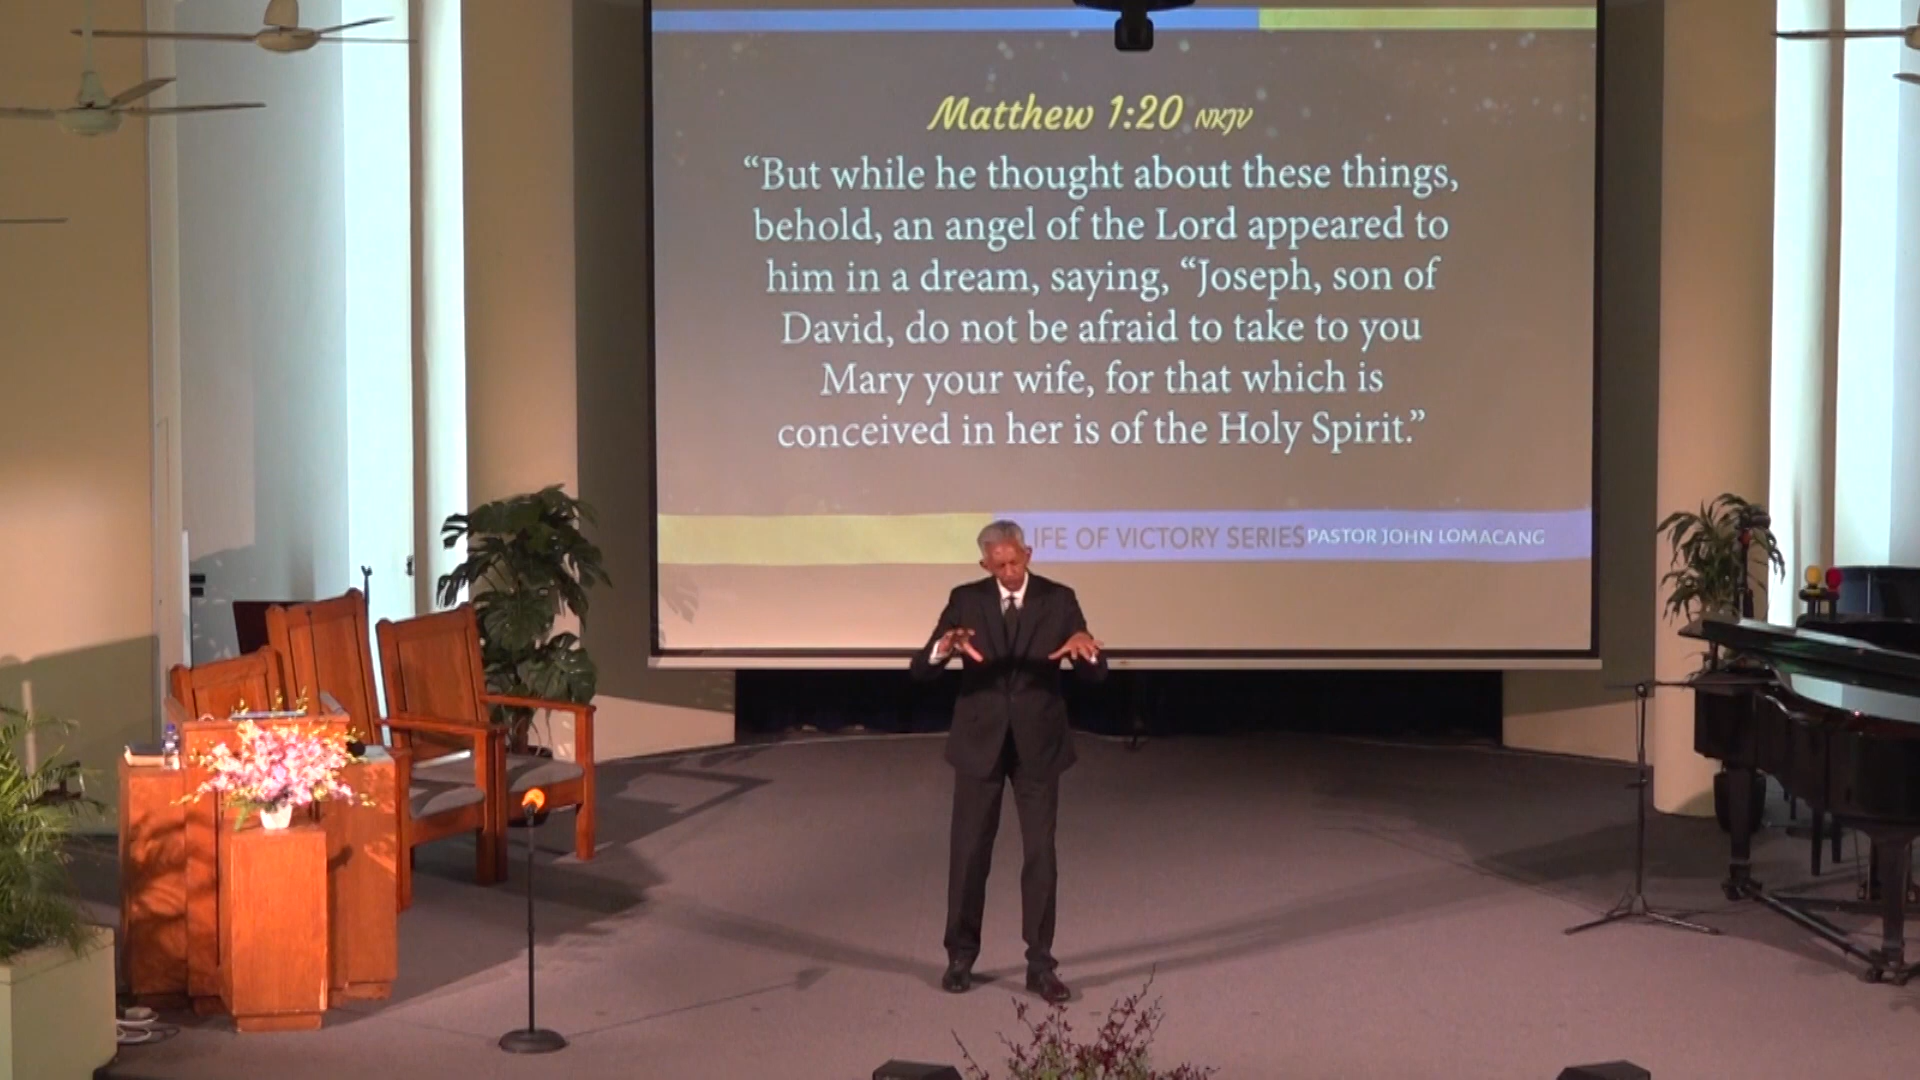 Matthew 1:20 NKJV
“But while he thought about these things,
behold, an angel of the Lord appeared to
him in a dream, saying, “Joseph, son of
David, do not be afraid to take to you
Mary your wife, for that which is
conceived in her is of the Holy Spirit.”
IFE OF VICTORY SERIES PASTOR JOHN LOMACANG